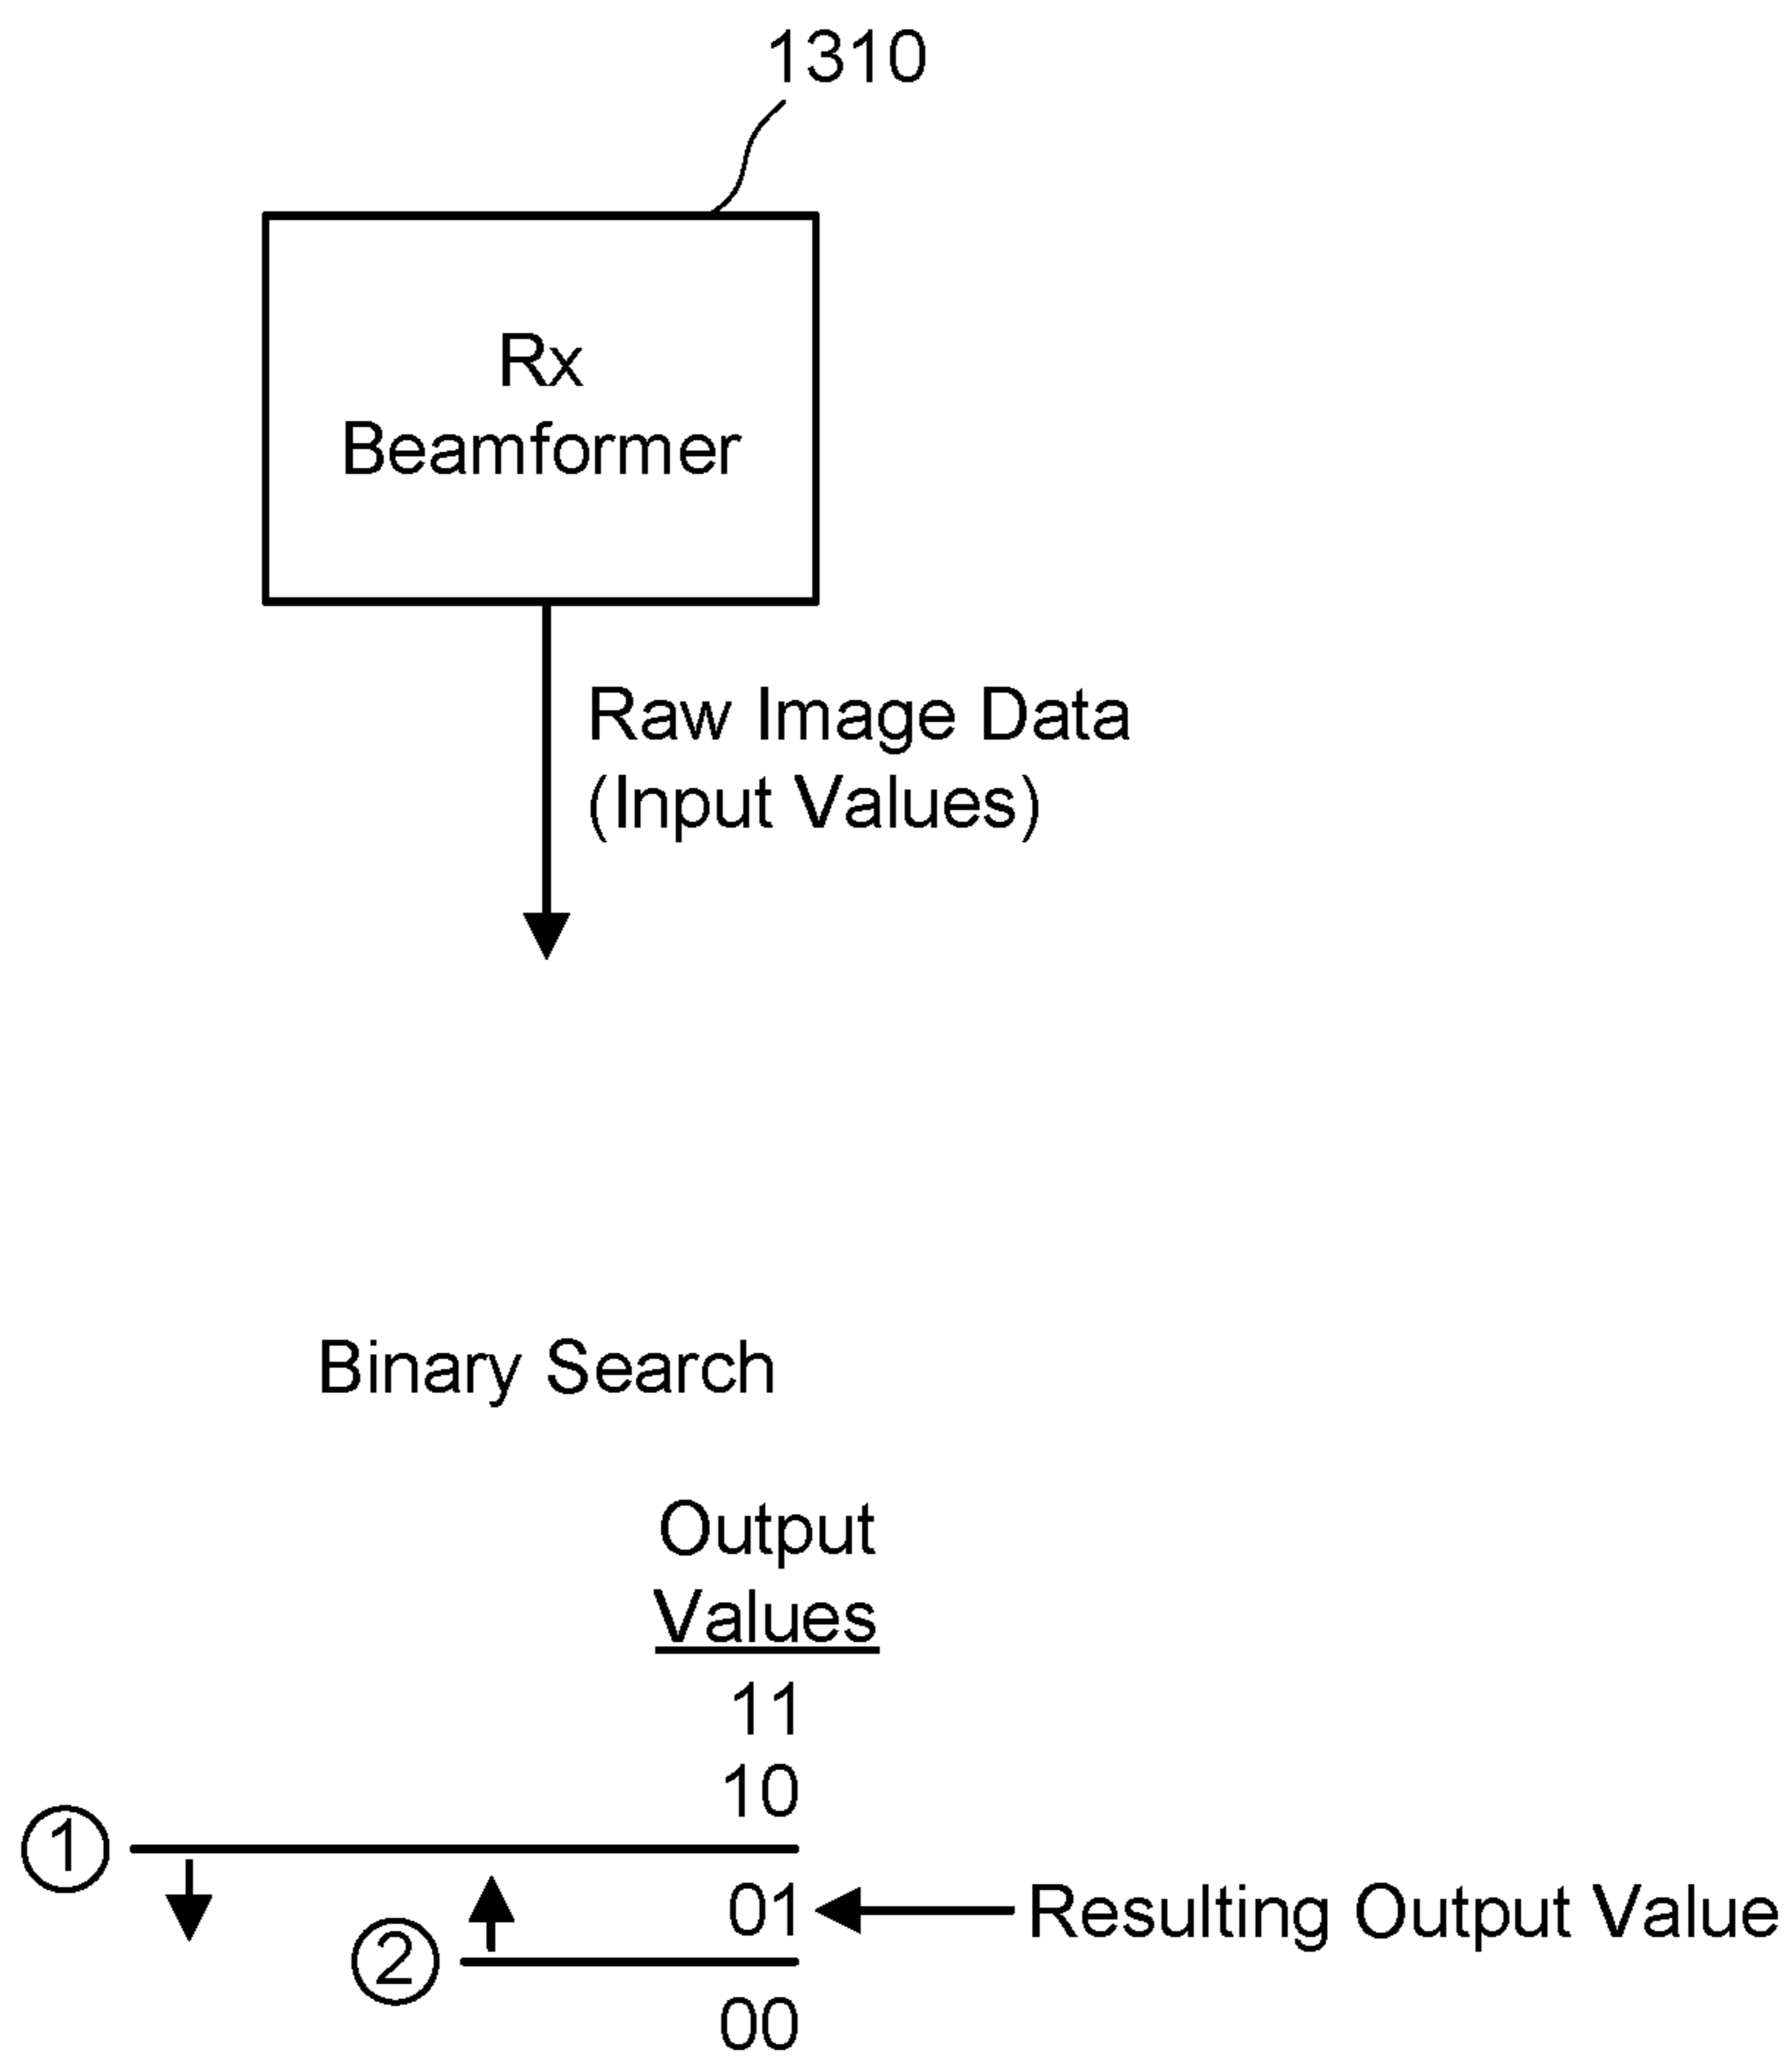 1310
Rx
Beamformer
Raw Image Data
(Input Values)
Binary Search
Output
Values
11
10
1
01
Resulting Output Value
2
00